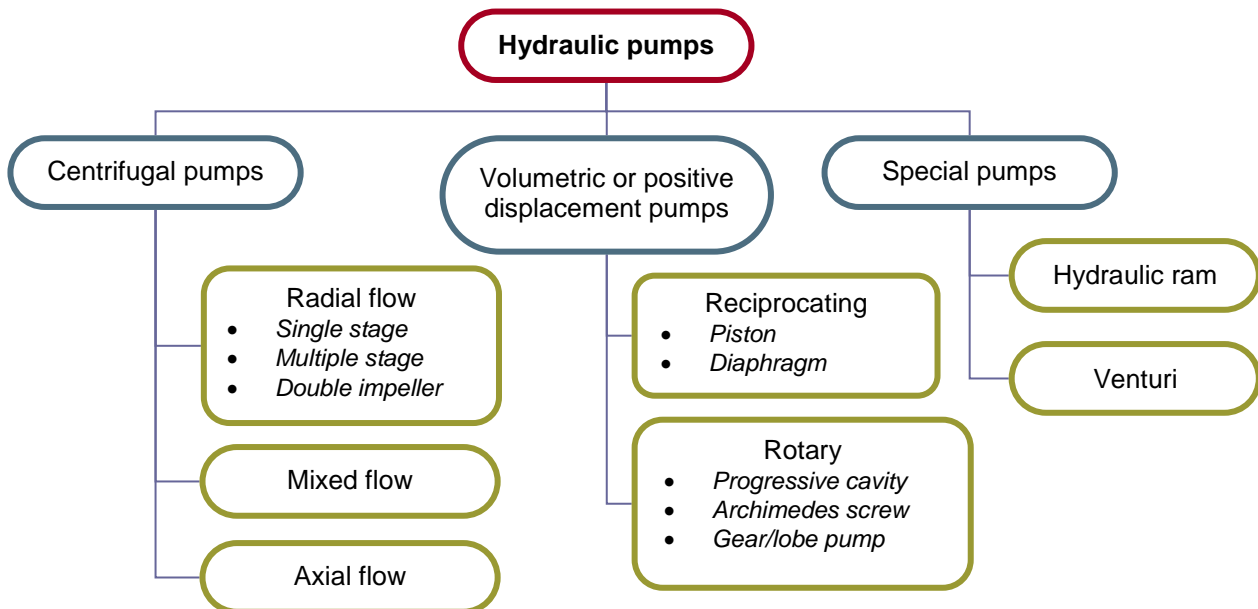 Hydraulic pumps
Centrifugal pumps
Volumetric or positive
displacement pumps
Special pumps
Radial flow
• Single stage
• Multiple stage
• Double impeller
Mixed flow
Axial flow
Reciprocating
• Piston
• Diaphragm
Rotary
• Progressive cavity
• Archimedes screw
• Gear/lobe pump
Hydraulic ram
Venturi